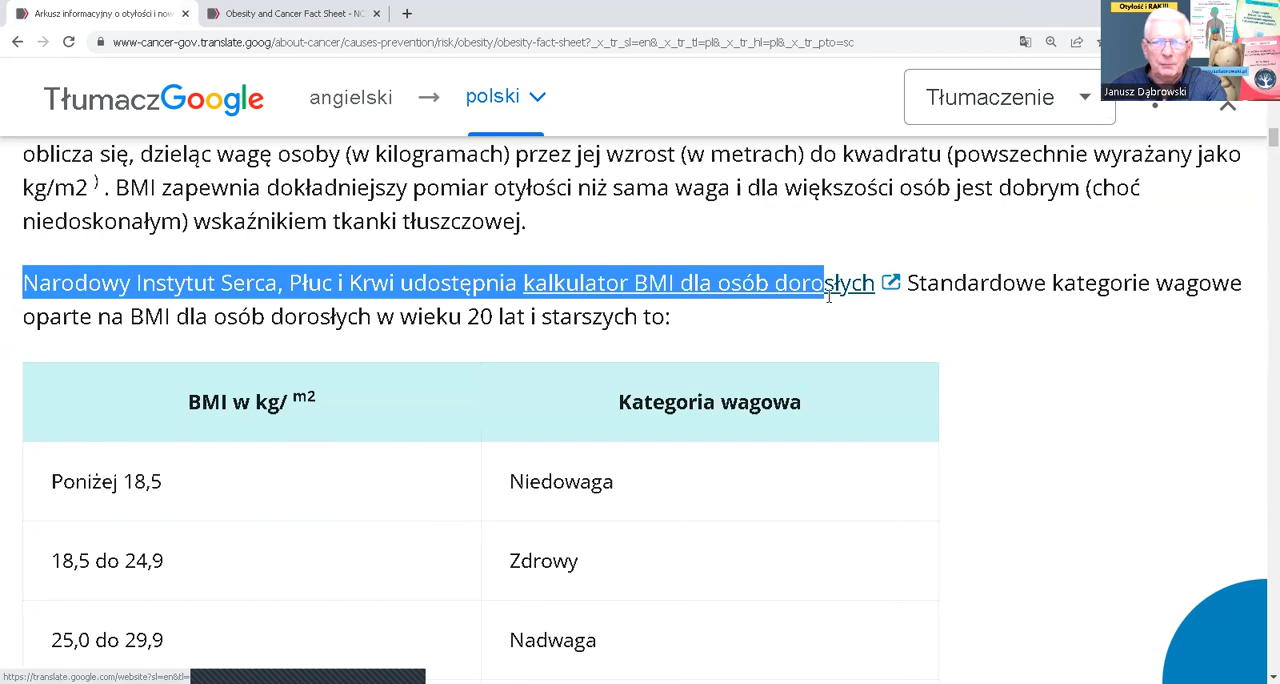 Arkusz informacyjny o otyłości i now
Obesity and Cancer Fact Sheet - NC
www-cancer-gov.translate.goog/about-cancer/causes-prevention/risk/obesity/obesity-fact-sheet?_x_tr_sl=en&_x_tr_tl=pl&_x_tr_hl=pl&_x_tr_pto=sc
Otyłość i RAK!!!
Janusz Dąbrowski
TłumaczGoogle angielski → polski Tłumaczenie
oblicza się, dzieląc wagę osoby (w kilogramach) przez jej wzrost (w metrach) do kwadratu (powszechnie wyrażany jako
kg/m2 ) . BMI zapewnia dokładniejszy pomiar otyłości niż sama waga i dla większości osób jest dobrym (choć
niedoskonałym) wskaźnikiem tkanki tłuszczowej.
Narodowy Instytut Serca, Płuc i Krwi udostępnia kalkulator BMI dla osób dorosłych Standardowe kategorie wagowe
oparte na BMI dla osób dorosłych w wieku 20 lat i starszych to:
BMI w kg/ m2 Kategoria wagowa
Poniżej 18,5 Niedowaga
18,5 do 24,9 Zdrowy
25,0 do 29,9 Nadwaga
https://translate.google.com/website?sl=en&tl=